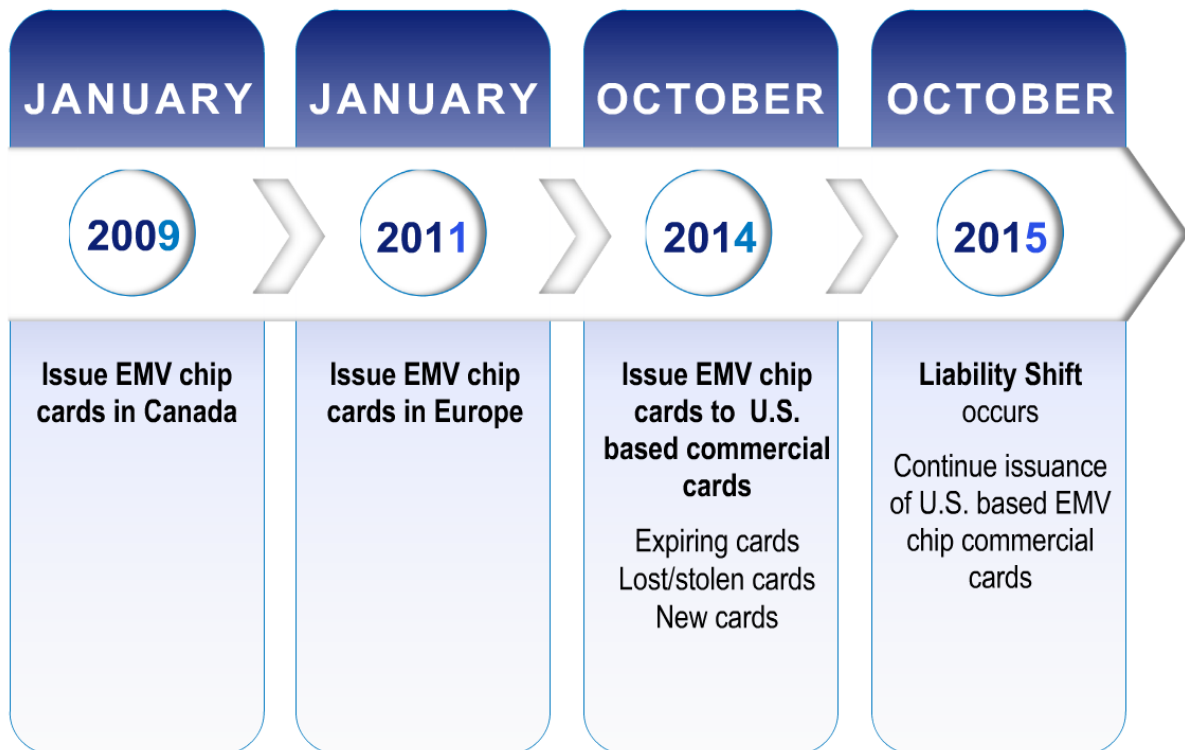 JANUARY
2009
Issue EMV chip
cards in Canada
JANUARY
2011
Issue EMV chip
cards in Europe
OCTOBER
2014
Issue EMV chip
cards to U.S.
based commercial
cards
Expiring cards
Lost/stolen cards
New cards
OCTOBER
2015
Liability Shift
occurs
Continue issuance
of U.S. based EMV
chip commercial
cards